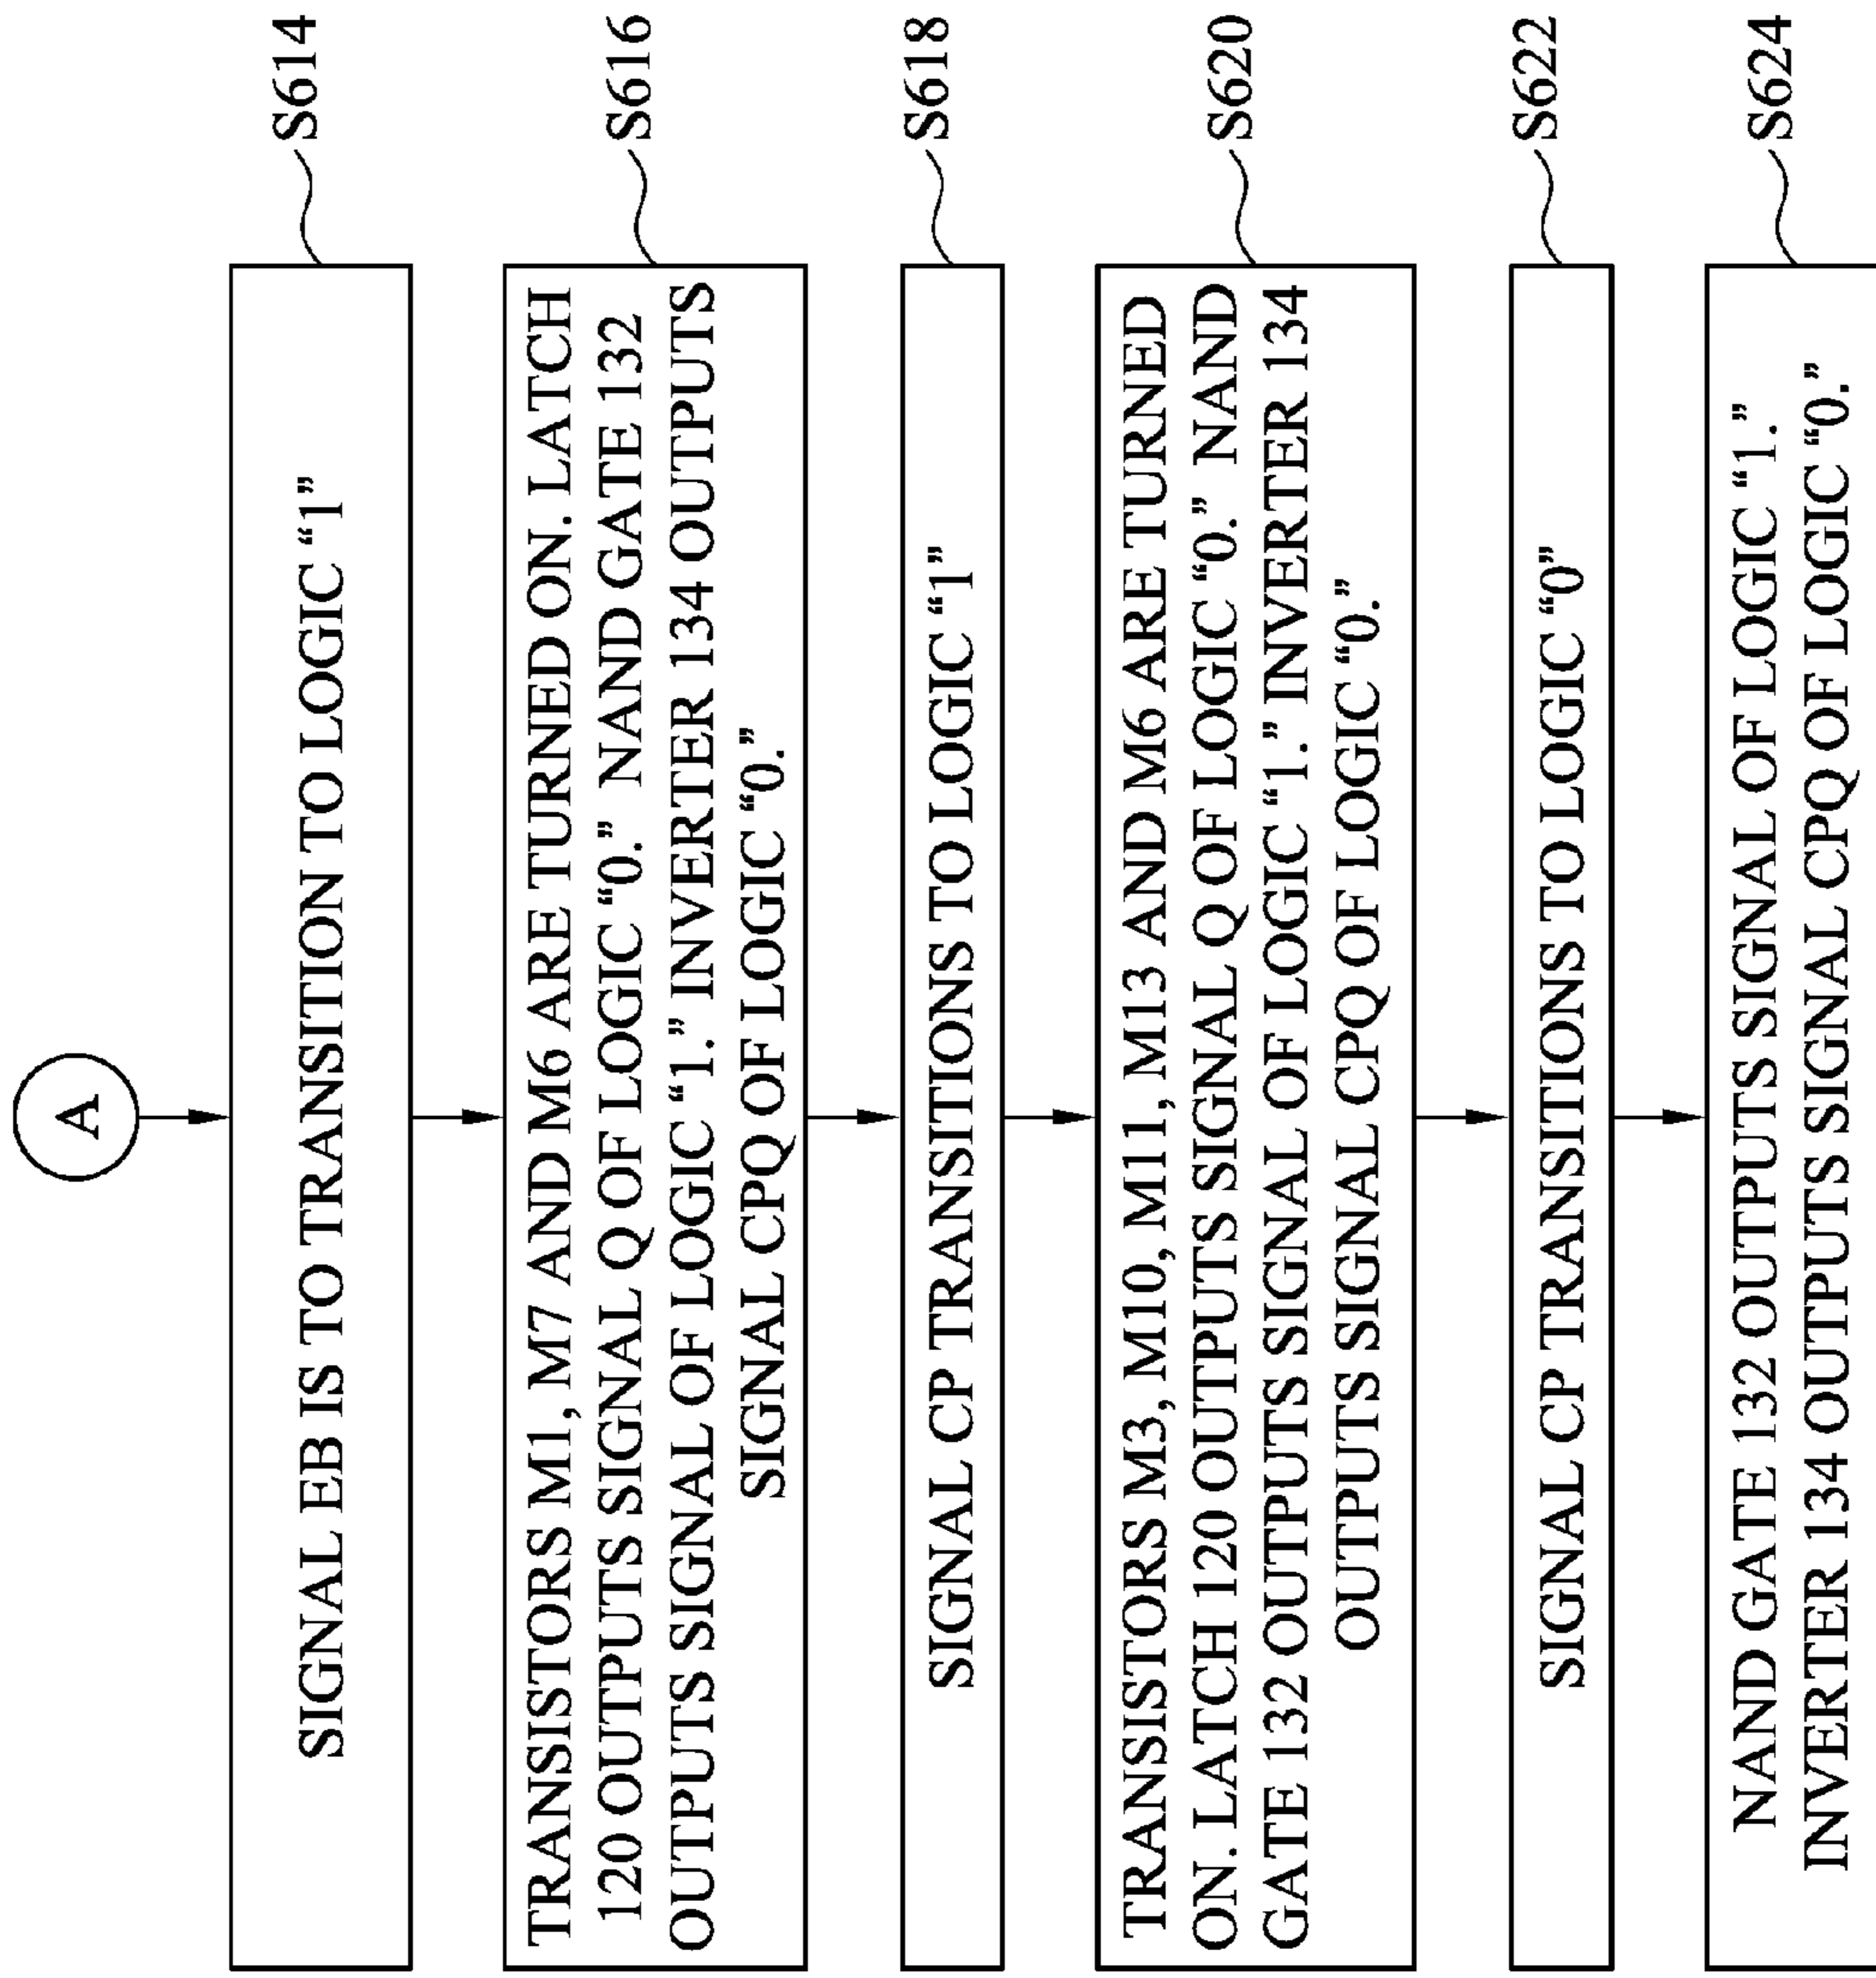 A
SIGNAL EB IS TO TRANSITION TO LOGIC “1”
S614
TRANSISTORS M1, M7 AND M6 ARE TURNED ON. LATCH
120 OUTPUTS SIGNAL Q OF LOGIC “0.” NAND GATE 132
OUTPUTS SIGNAL OF LOGIC “1.” INVERTER 134 OUTPUTS
SIGNAL CPQ OF LOGIC “0.”
S616
SIGNAL CP TRANSITIONS TO LOGIC “1”
S618
TRANSISTORS M3, M10, M11, M13 AND M6 ARE TURNED
ON. LATCH 120 OUTPUTS SIGNAL Q OF LOGIC “0.” NAND
GATE 132 OUTPUTS SIGNAL OF LOGIC “1.” INVERTER 134
OUTPUTS SIGNAL CPQ OF LOGIC “0.”
S620
SIGNAL CP TRANSITIONS TO LOGIC “0”
S622
NAND GATE 132 OUTPUTS SIGNAL OF LOGIC “1.”
INVERTER 134 OUTPUTS SIGNAL CPQ OF LOGIC “0.”
S624